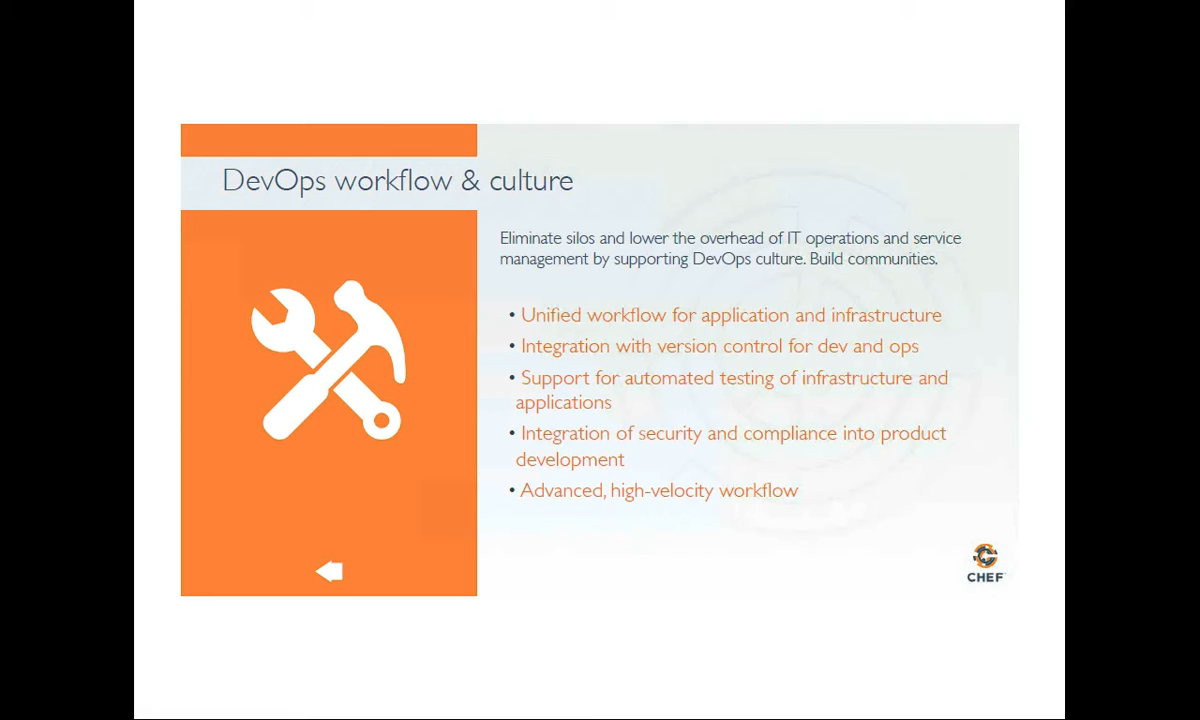 DevOps workflow & culture
Eliminate silos and lower the overhead of IT operations and service
management by supporting DevOps culture. Build communities.
• Unified workflow for application and infrastructure
• Integration with version control for dev and ops
• Support for automated testing of infrastructure and
applications
• Integration of security and compliance into product
development
• Advanced, high-velocity workflow
CHEF